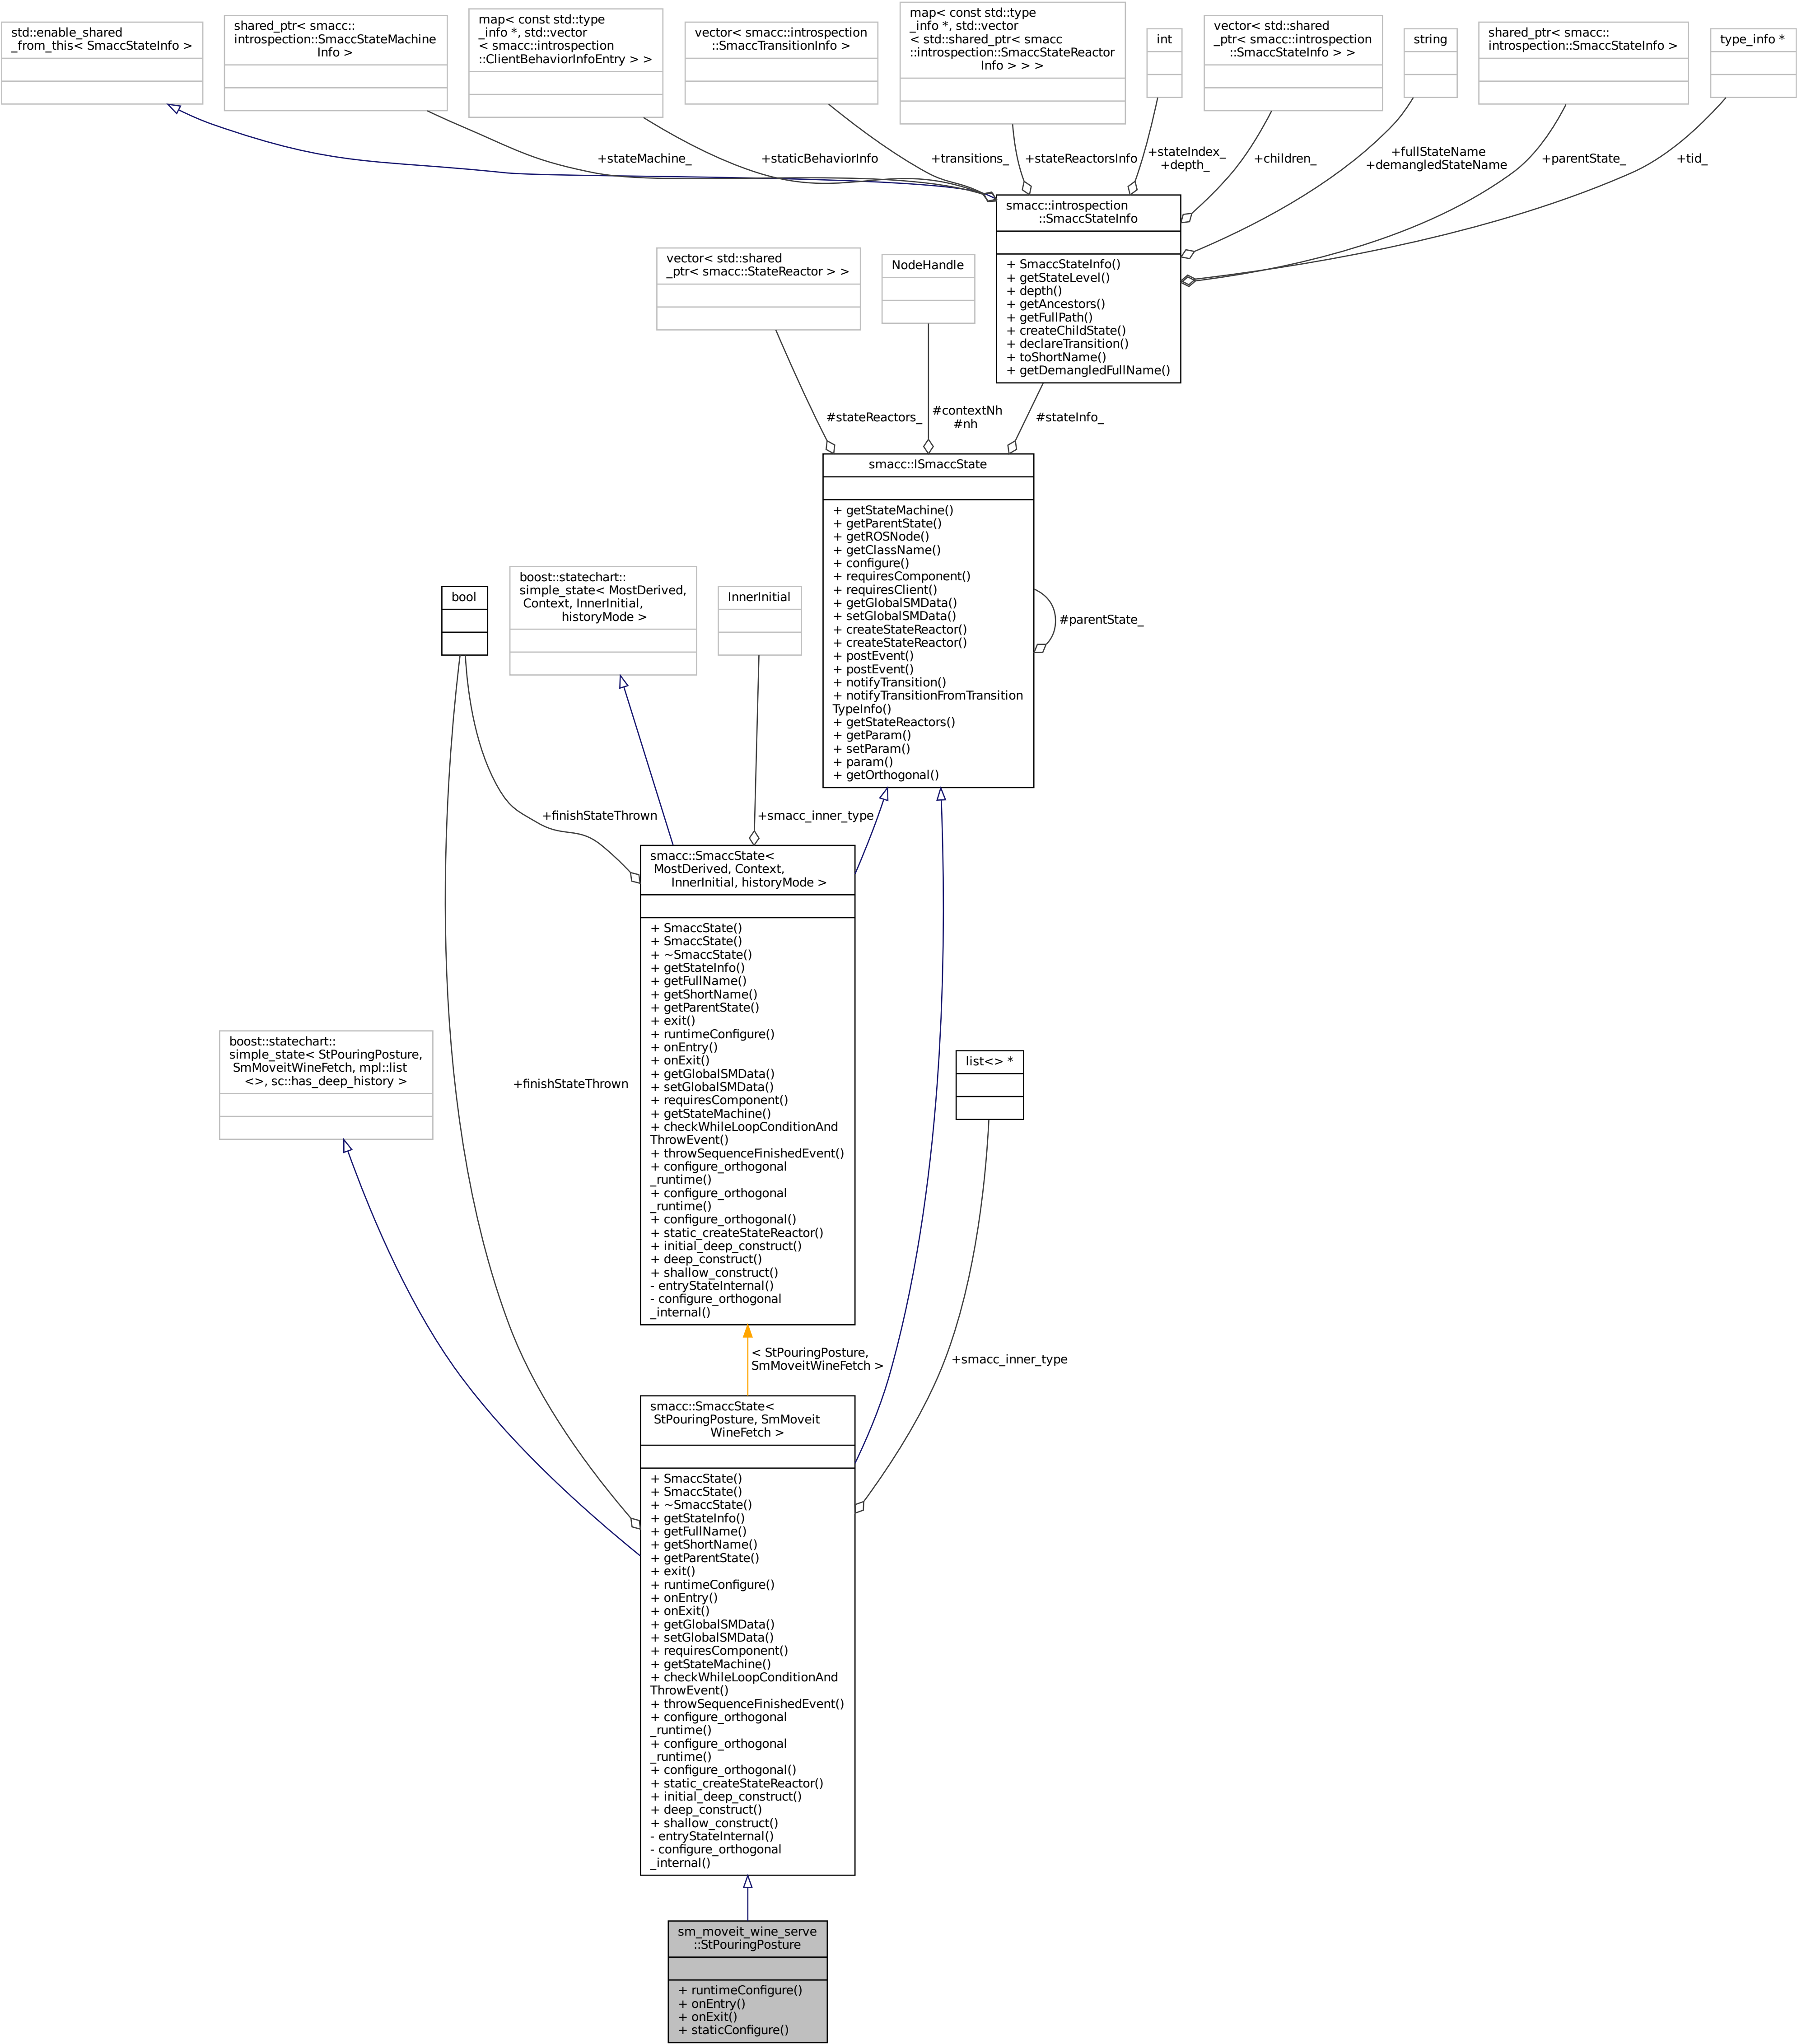 std::enable_shared
_from_this< SmaccStateInfo >
shared_ptr< smacc::
introspection::SmaccStateMachine
Info >
map< const std::type
_info *, std::vector
< smacc::introspection
::ClientBehaviorInfoEntry > >
vector< smacc::introspection
::SmaccTransitionInfo >
map< const std::type
_info *, std::vector
< std::shared_ptr< smacc
::introspection::SmaccStateReactor
Info > > >
int
vector< std::shared
_ptr< smacc::introspection
::SmaccStateInfo > >
string
shared_ptr< smacc::
introspection::SmaccStateInfo >
type_info *
+stateMachine_
+staticBehaviorInfo
+transitions_
+stateReactorsInfo
+stateIndex_
+depth_
+children_
+fullStateName
+demangledStateName
+parentState_
+tid_
smacc::introspection
::SmaccStateInfo
+ SmaccStateInfo()
+ getStateLevel()
+ depth()
+ getAncestors()
+ getFullPath()
+ createChildState()
+ declareTransition()
+ toShortName()
+ getDemangledFullName()
vector< std::shared
_ptr< smacc::StateReactor > >
NodeHandle
#stateReactors_
#contextNh
#nh
#stateInfo_
smacc::ISmaccState
+ getStateMachine()
+ getParentState()
+ getROSNode()
+ getClassName()
+ configure()
+ requiresComponent()
+ requiresClient()
+ getGlobalSMData()
+ setGlobalSMData()
+ createStateReactor()
+ createStateReactor()
+ postEvent()
+ postEvent()
+ notifyTransition()
+ notifyTransitionFromTransition
TypeInfo()
+ getStateReactors()
+ getParam()
+ setParam()
+ param()
+ getOrthogonal()
#parentState_
bool
boost::statechart::
simple_state< MostDerived,
Context, InnerInitial,
historyMode >
InnerInitial
+finishStateThrown
+smacc_inner_type
smacc::SmaccState<
MostDerived, Context,
InnerInitial, historyMode >
+ SmaccState()
+ SmaccState()
+ ~SmaccState()
+ getStateInfo()
+ getFullName()
+ getShortName()
+ getParentState()
+ exit()
+ runtimeConfigure()
+ onEntry()
+ onExit()
+ getGlobalSMData()
+ setGlobalSMData()
+ requiresComponent()
+ getStateMachine()
+ checkWhileLoopConditionAnd
ThrowEvent()
+ throwSequenceFinishedEvent()
+ configure_orthogonal
_runtime()
+ configure_orthogonal
_runtime()
+ configure_orthogonal()
+ static_createStateReactor()
+ initial_deep_construct()
+ deep_construct()
+ shallow_construct()
- entryStateInternal()
- configure_orthogonal
_internal()
boost::statechart::
simple_state< StPouringPosture,
SmMoveitWineFetch, mpl::list
<>, sc::has_deep_history >
+finishStateThrown
list<> *
< StPouringPosture,
SmMoveitWineFetch >
+smacc_inner_type
smacc::SmaccState<
StPouringPosture, SmMoveit
WineFetch >
+ SmaccState()
+ SmaccState()
+ ~SmaccState()
+ getStateInfo()
+ getFullName()
+ getShortName()
+ getParentState()
+ exit()
+ runtimeConfigure()
+ onEntry()
+ onExit()
+ getGlobalSMData()
+ setGlobalSMData()
+ requiresComponent()
+ getStateMachine()
+ checkWhileLoopConditionAnd
ThrowEvent()
+ throwSequenceFinishedEvent()
+ configure_orthogonal
_runtime()
+ configure_orthogonal
_runtime()
+ configure_orthogonal()
+ static_createStateReactor()
+ initial_deep_construct()
+ deep_construct()
+ shallow_construct()
- entryStateInternal()
- configure_orthogonal
_internal()
sm_moveit_wine_serve
::StPouringPosture
+ runtimeConfigure()
+ onEntry()
+ onExit()
+ staticConfigure()